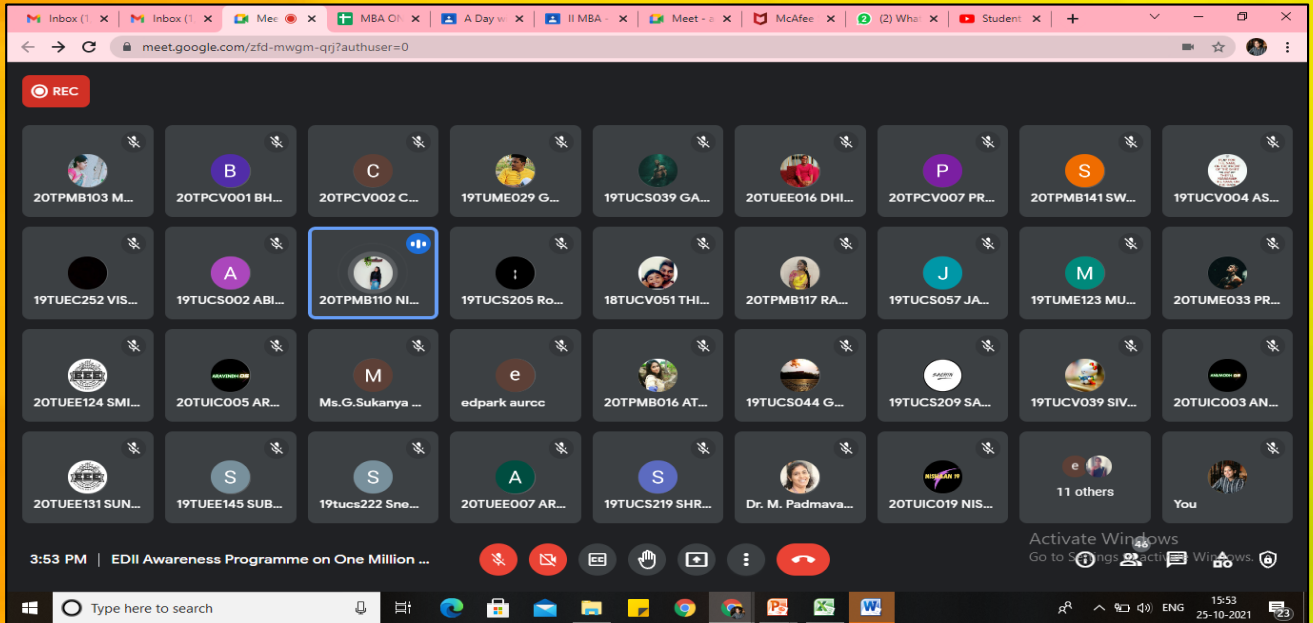 Inbox (1
Inbox (1
Mee
MBA ON
A Day w
II MBA -
Meet - a
McAfee
(2) Wha
Student
meet.google.com/zfd-mwgm-qrj?authuser=0
REC
20TPMB103 M...
B
20TPCV001 BH...
C
20TPCV002 C...
19TUME029 G...
19TUCS039 GA...
20TUEE016 DHI...
P
20TPCV007 PR...
S
20TPMB141 SW...
19TUCV004 AS...
19TUEC252 VIS...
A
19TUCS002 ABI...
20TPMB110 NI...
19TUCS205 Ro...
18TUCV051 THI...
20TPMB117 RA...
J
19TUCS057 JA...
M
19TUME123 MU...
20TUME033 PR...
EEE
20TUEE124 SMI...
20TUIC005 AR...
M
Ms.G.Sukanya ...
e
edpark aurcc
20TPMB016 AT...
19TUCS044 G...
19TUCS209 SA...
19TUCV039 SIV...
20TUIC003 AN...
EEE
20TUEE131 SUN...
S
19TUEE145 SUB...
S
19tucs222 Sne...
A
20TUEE007 AR...
S
19TUCS219 SHR...
Dr. M. Padmava...
20TUIC019 NIS...
e
11 others
You
3:53 PM | EDII Awareness Programme on One Million ...
CC
46
Activate Windows
Go to Settings to activate Windows.
Type here to search
ENG
15:53
25-10-2021
23